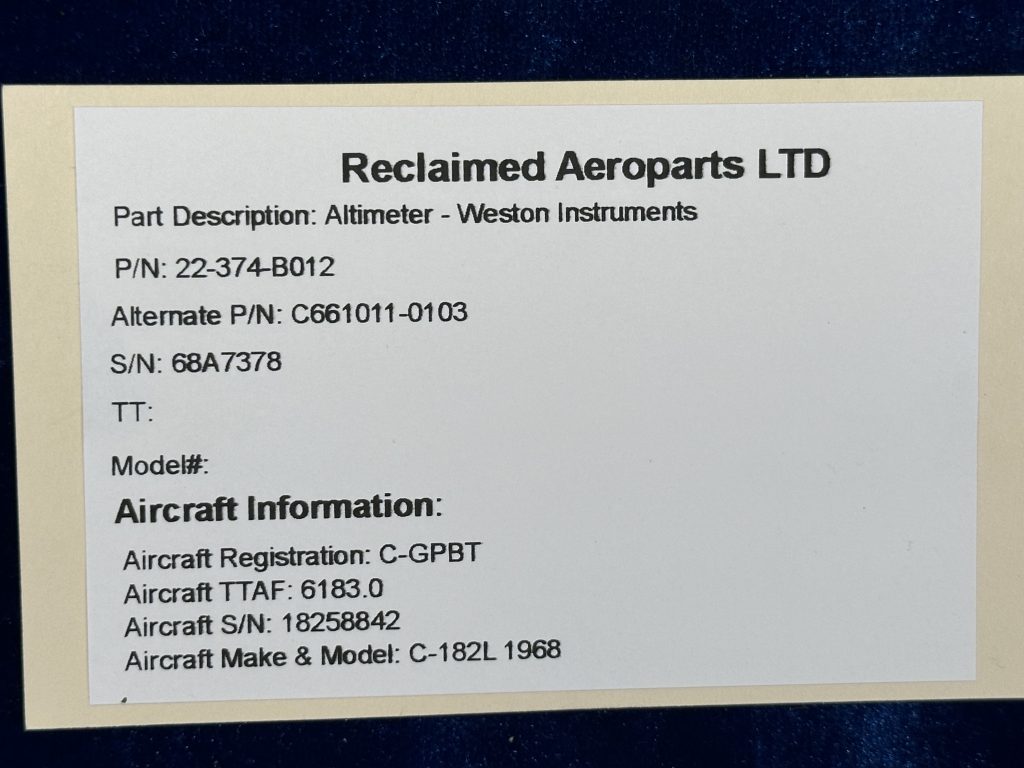 Reclaimed Aeroparts LTD
Part Description: Altimeter - Weston Instruments
P/N: 22-374-B012
Alternate P/N: C661011-0103
S/N: 68A7378
TT:
Model#:
Aircraft Information:
Aircraft Registration: C-GPBT
Aircraft TTAF: 6183.0
Aircraft S/N: 18258842
Aircraft Make & Model: C-182L 1968